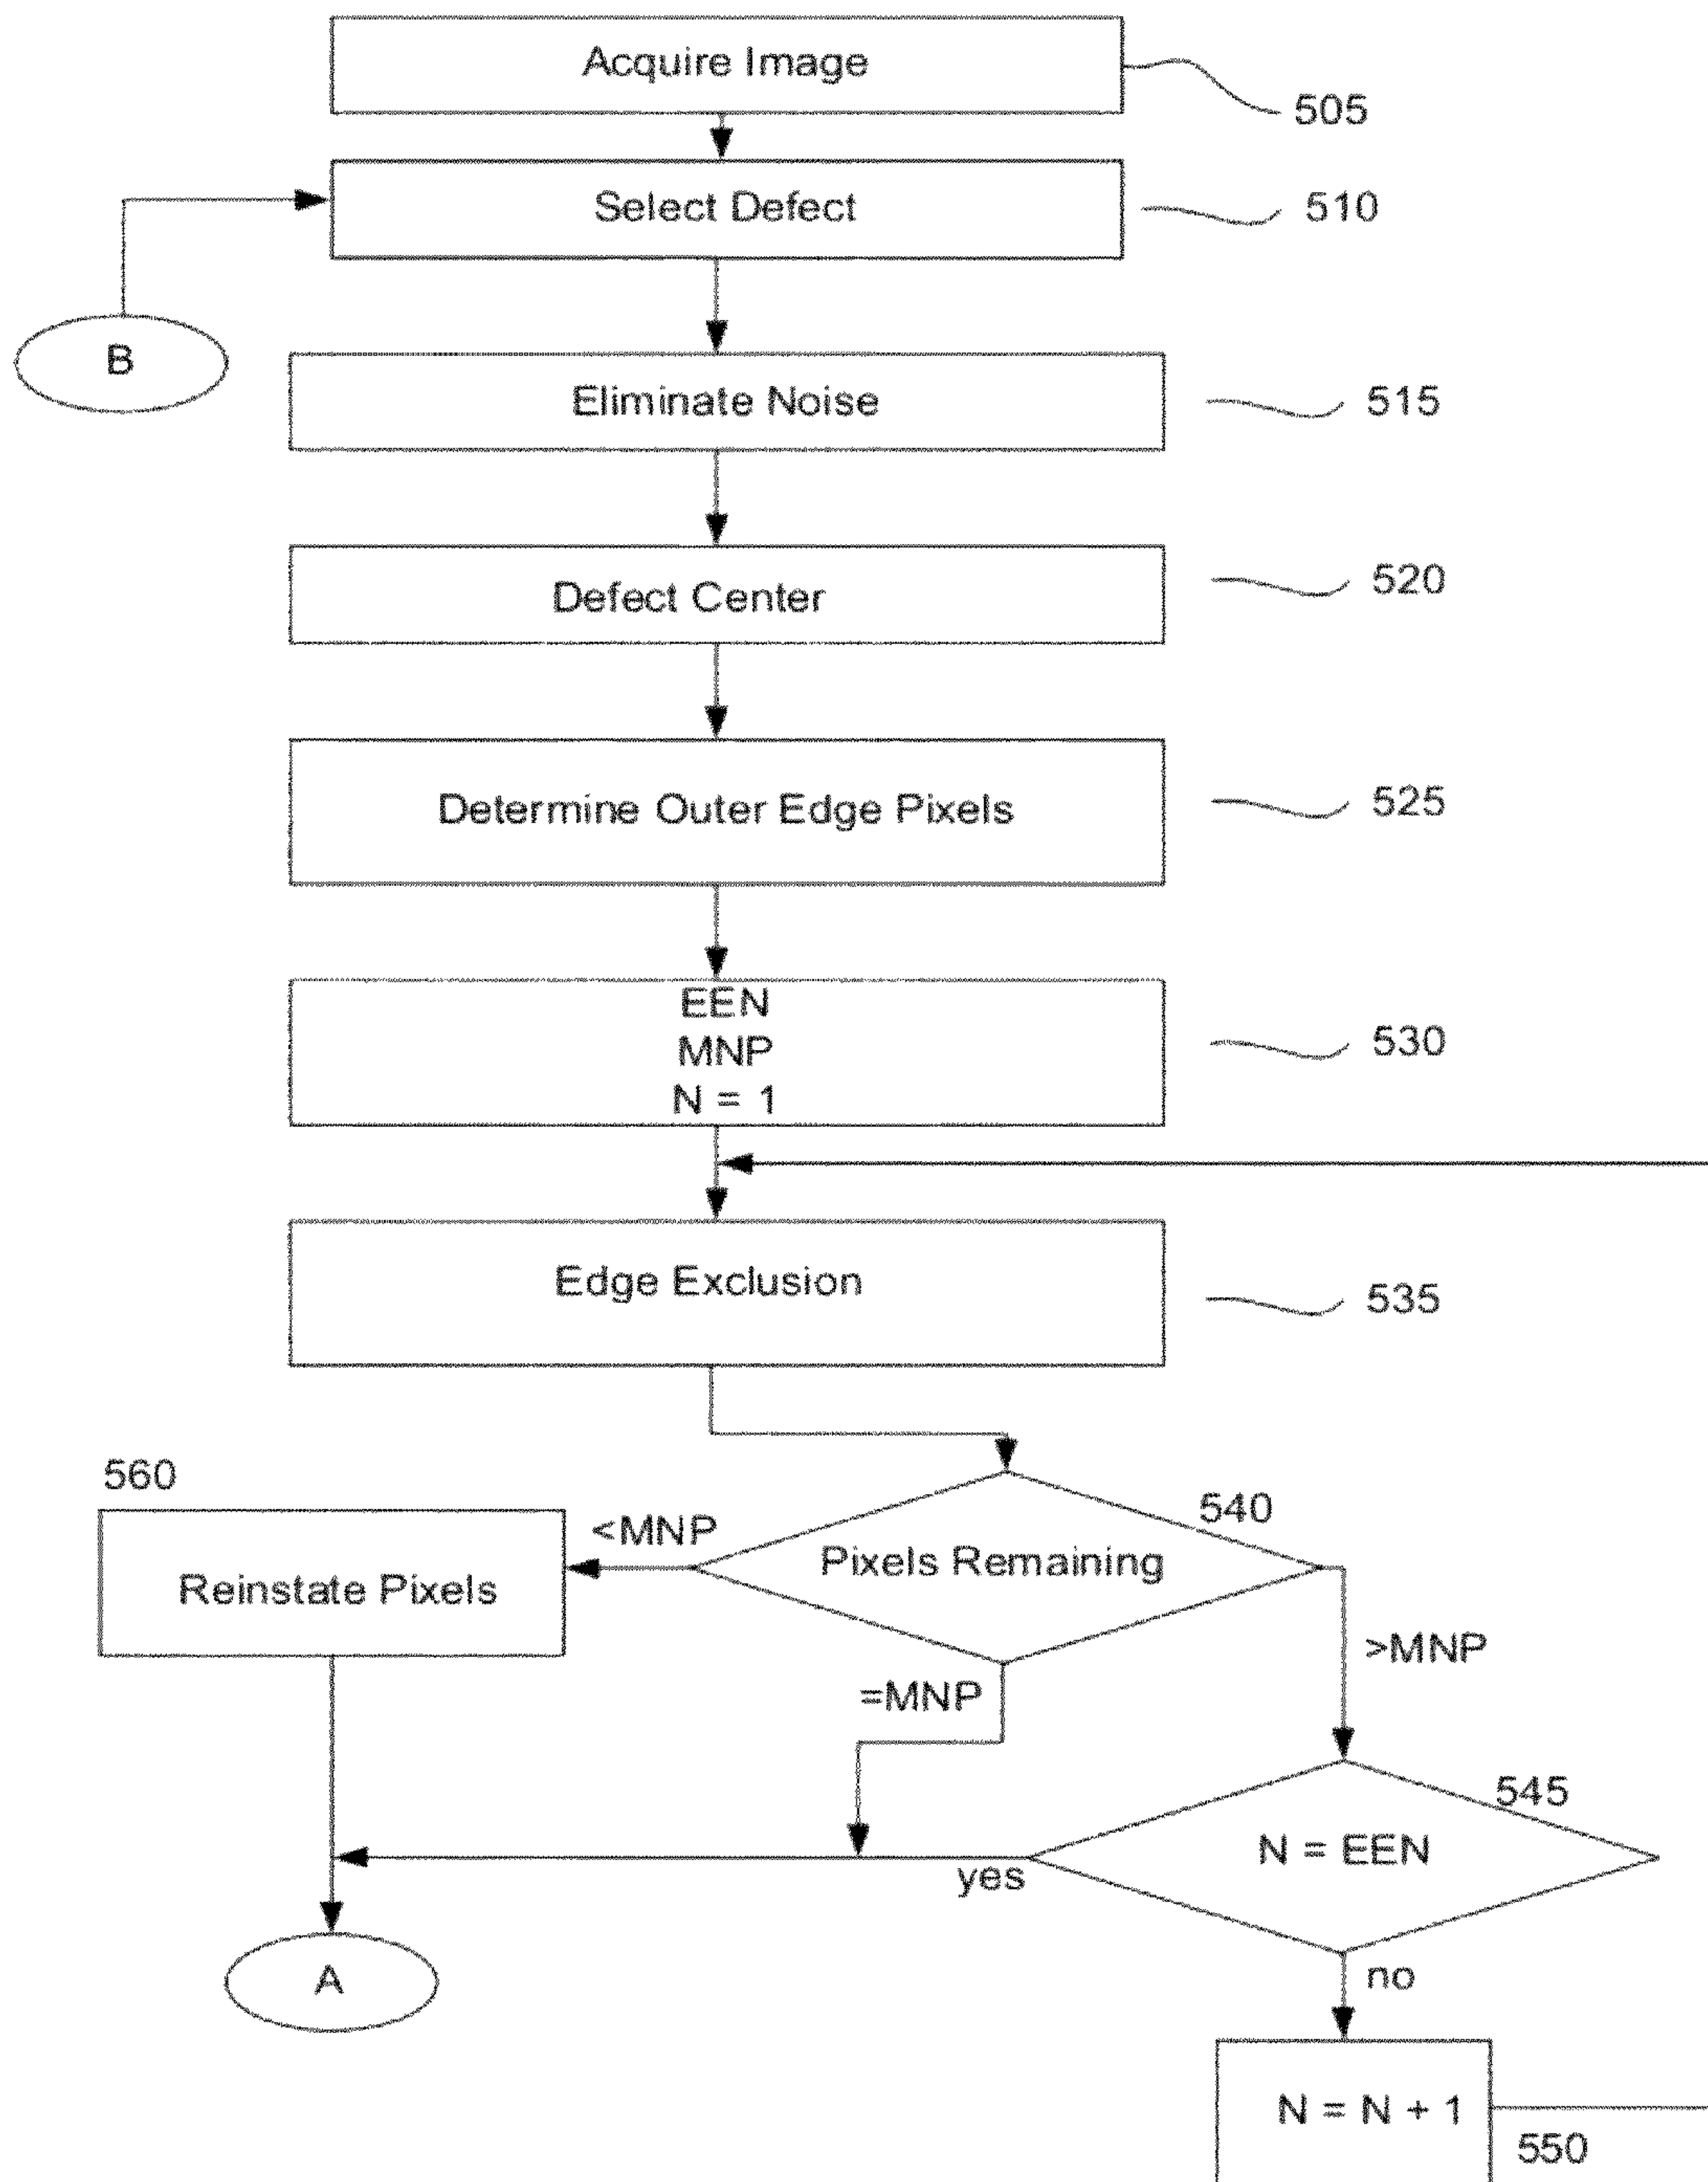 Acquire Image
505
Select Defect
510
B
Eliminate Noise
515
Defect Center
520
Determine Outer Edge Pixels
525
EEN
MNP
N = 1
530
Edge Exclusion
535
560
<MNP
540
Pixels Remaining
Reinstate Pixels
>MNP
=MNP
545
N = EEN
yes
A
no
N = N + 1
550